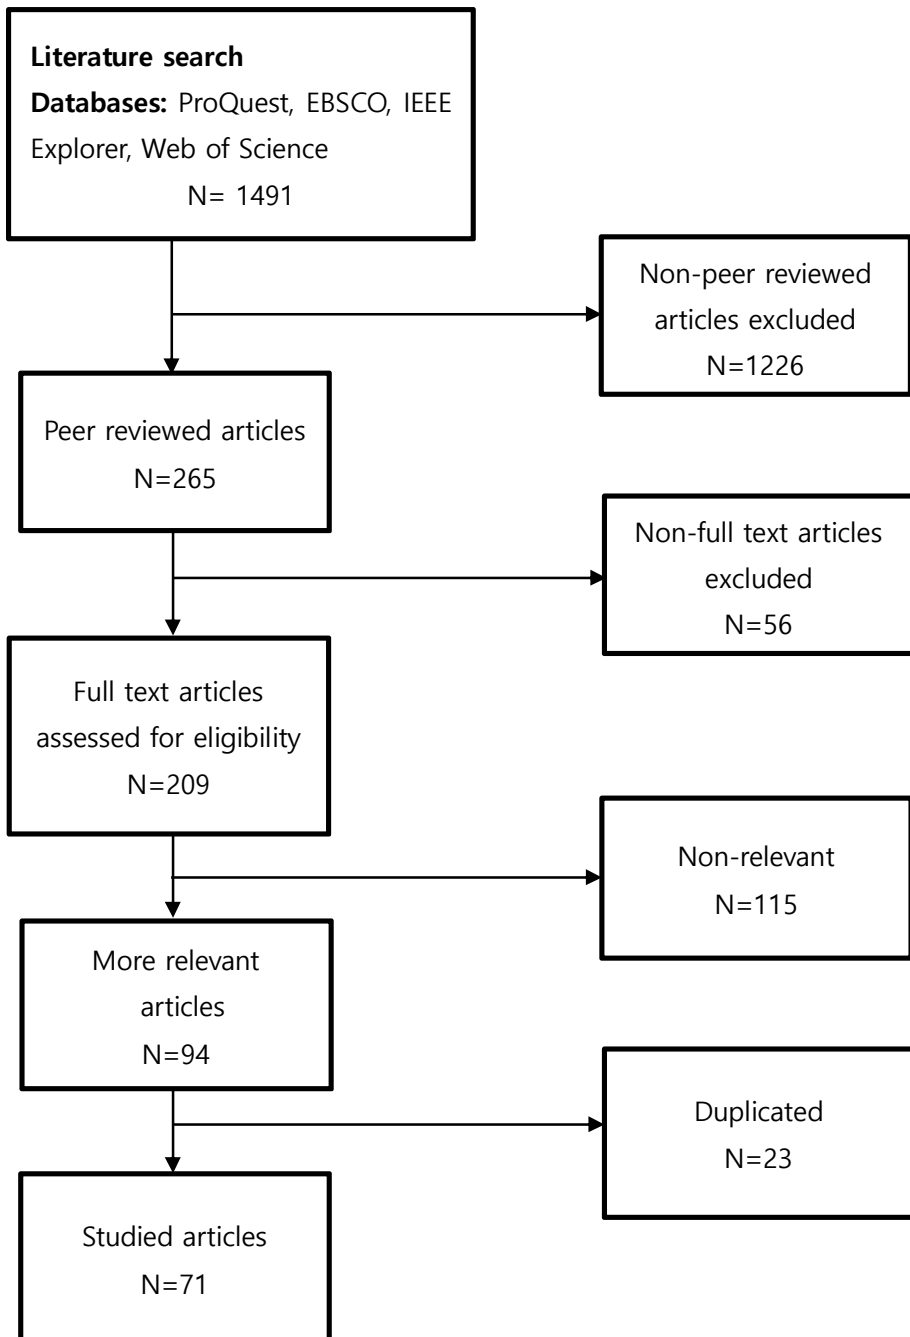 Literature search
Databases: ProQuest, EBSCO, IEEE
Explorer, Web of Science
N= 1491
Non-peer reviewed
articles excluded
N=1226
Peer reviewed articles
N=265
Non-full text articles
excluded
N=56
Full text articles
assessed for eligibility
N=209
Non-relevant
N=115
More relevant
articles
N=94
Duplicated
N=23
Studied articles
N=71